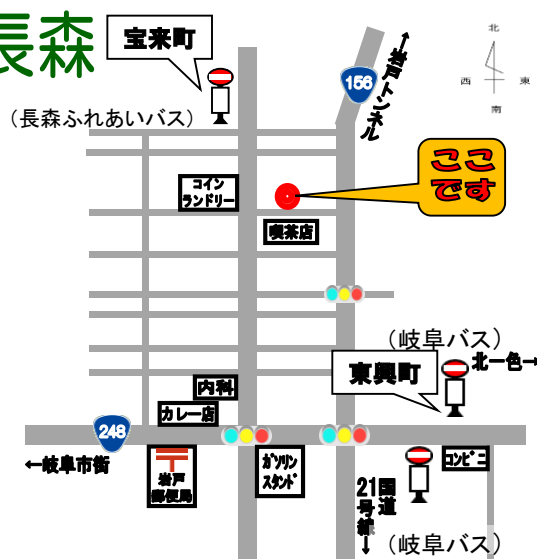 長森
宝来町
(長森ふれあいバス)
北
西
東
南
156
←岩戸トンネル
ここ
です
コイン
ランドリー
喫茶店
(岐阜バス)
北一色→
東興町
内科
カレー店
248
←岐阜市街
岩戸
郵便局
ガソリン
スタンド
コンビニ
国道
21号線→
(岐阜バス)